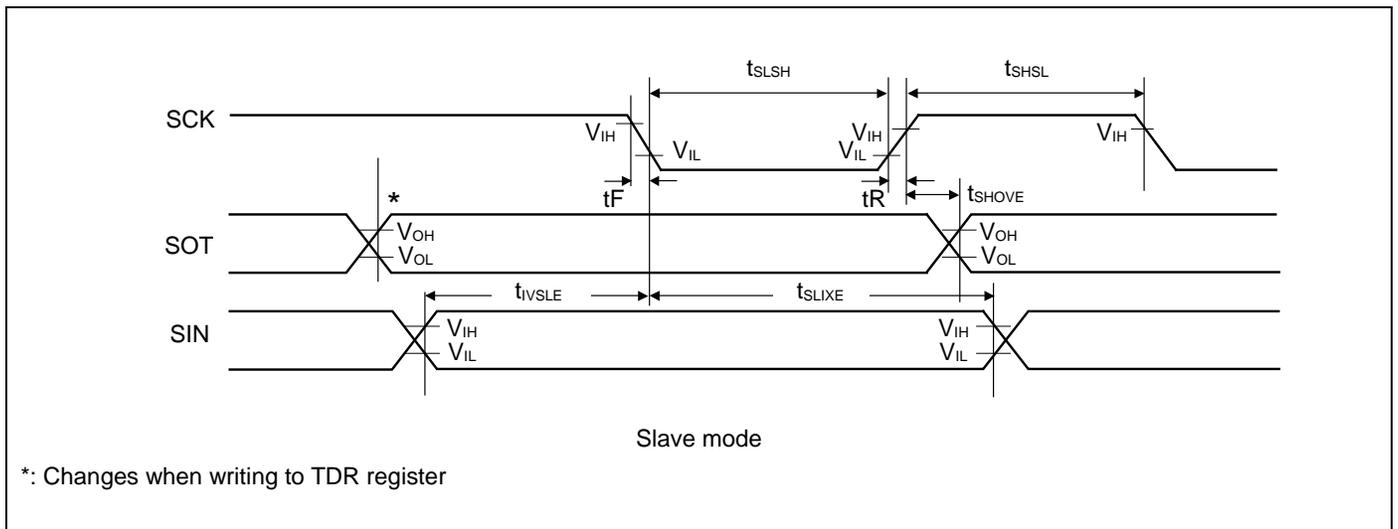 tSLSH tSHSL
SCK
VIH VIL VIH VIL VIH
tF tR tSHOVE
*
SOT
VOH VOL VOH VOL
tIVSLE tSLIXE
SIN
VIH VIL VIH VIL
Slave mode
*: Changes when writing to TDR register